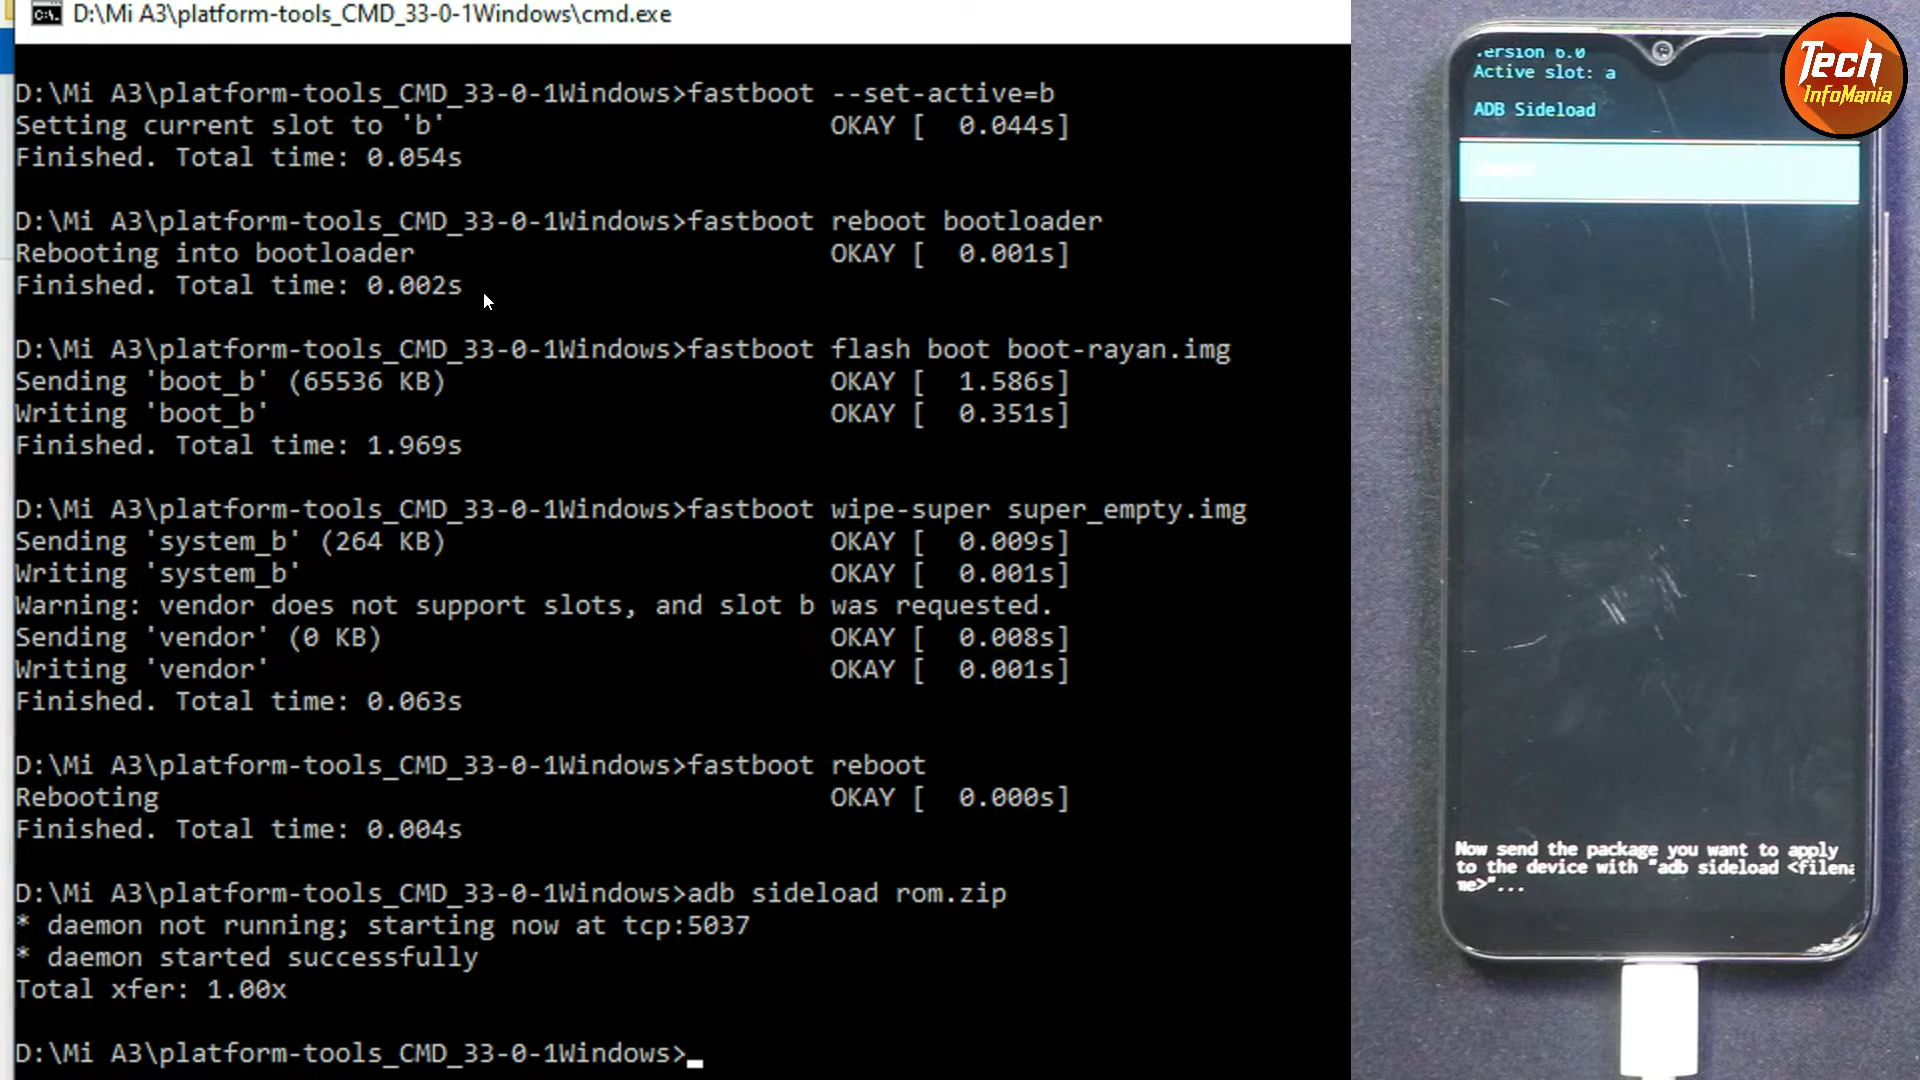 D:\Mi A3\platform-tools_CMD_33-0-1Windows\cmd.exe
D:\Mi A3\platform-tools_CMD_33-0-1Windows>fastboot --set-active=b
Setting current slot to 'b' OKAY [ 0.044s]
Finished. Total time: 0.054s
D:\Mi A3\platform-tools_CMD_33-0-1Windows>fastboot reboot bootloader
Rebooting into bootloader OKAY [ 0.001s]
Finished. Total time: 0.002s
D:\Mi A3\platform-tools_CMD_33-0-1Windows>fastboot flash boot boot-rayan.img
Sending 'boot_b' (65536 KB) OKAY [ 1.586s]
Writing 'boot_b' OKAY [ 0.351s]
Finished. Total time: 1.969s
D:\Mi A3\platform-tools_CMD_33-0-1Windows>fastboot wipe-super super_empty.img
Sending 'system_b' (264 KB) OKAY [ 0.009s]
Writing 'system_b' OKAY [ 0.001s]
Warning: vendor does not support slots, and slot b was requested.
Sending 'vendor' (0 KB) OKAY [ 0.008s]
Writing 'vendor' OKAY [ 0.001s]
Finished. Total time: 0.063s
D:\Mi A3\platform-tools_CMD_33-0-1Windows>fastboot reboot
Rebooting OKAY [ 0.000s]
Finished. Total time: 0.004s
D:\Mi A3\platform-tools_CMD_33-0-1Windows>adb sideload rom.zip
* daemon not running; starting now at tcp:5037
* daemon started successfully
Total xfer: 1.00x
D:\Mi A3\platform-tools_CMD_33-0-1Windows>
Version 6.0
Active slot: a
ADB Sideload
Now send the package you want to apply
to the device with "adb sideload <filena
me>"...
Tech
InfoMania